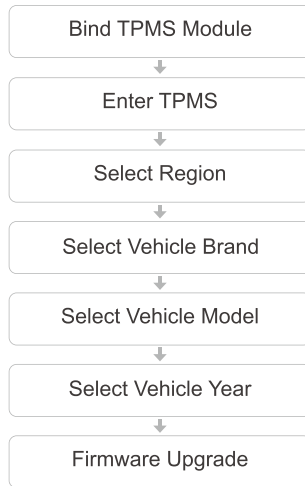 Bind TPMS Module
Enter TPMS
Select Region
Select Vehicle Brand
Select Vehicle Model
Select Vehicle Year
Firmware Upgrade